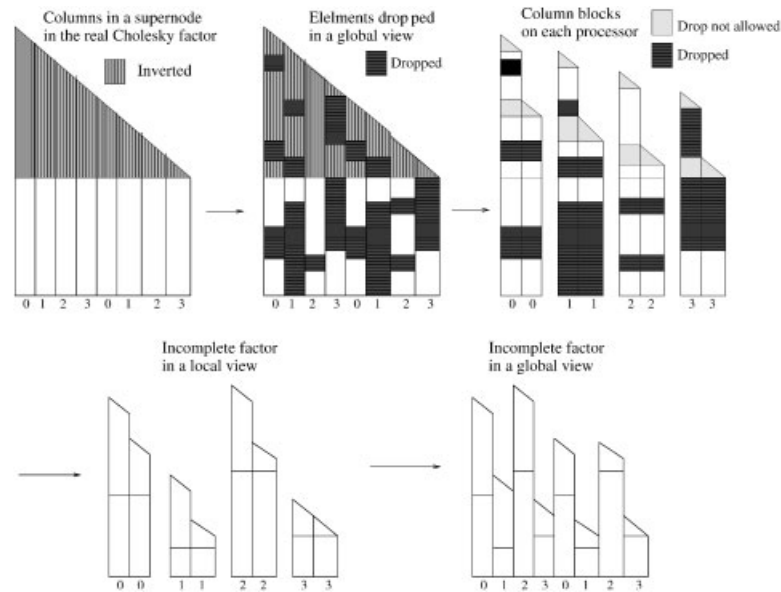 Columns in a supernode
in the real Cholesky factor
Inverted
0 1 2 3 0 1 2 3
Elelments dropped
in a global view
Dropped
0 1 2 3 0 1 2 3
Column blocks
on each processor
Drop not allowed
Dropped
0 0 1 1 2 2 3 3
Incomplete factor
in a local view
0 0 1 1 2 2 3 3
Incomplete factor
in a global view
0 1 2 3 0 1 2 3